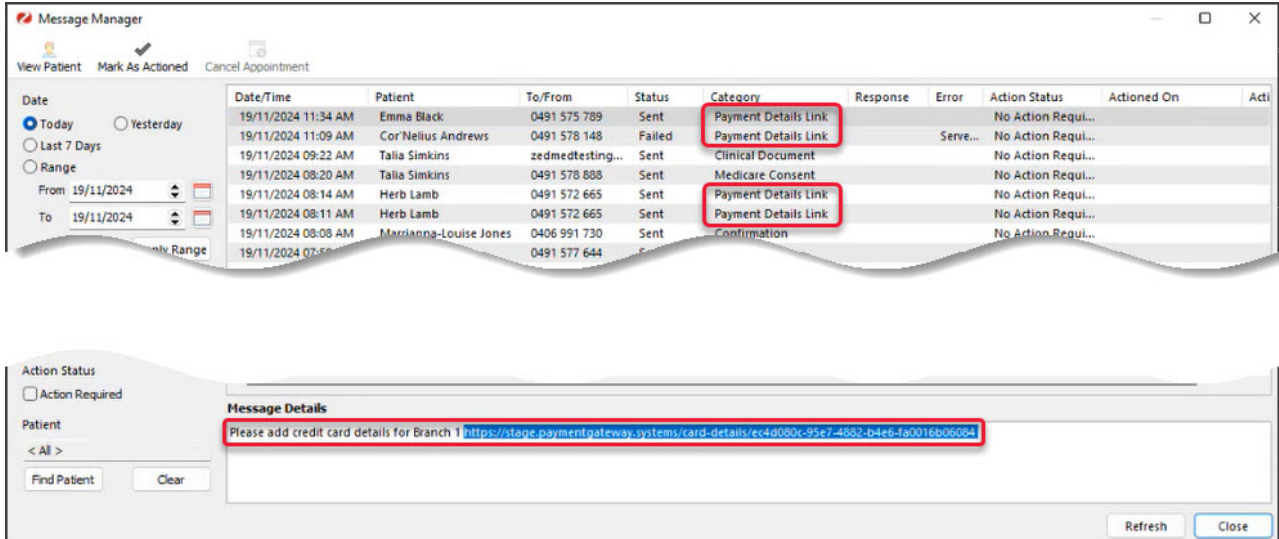 Message Manager
View Patient Mark As Actioned Cancel Appointment
Date
Today Yesterday
Last 7 Days
Range
From 19/11/2024
To 19/11/2024
Range
Date/Time Patient To/From Status Category Response Error Action Status Actioned On Acti
19/11/2024 11:34 AM Emma Black 0491 575 789 Sent Payment Details Link No Action Requi...
19/11/2024 11:09 AM Cor'Nelius Andrews 0491 578 148 Failed Payment Details Link Serve... No Action Requi...
19/11/2024 09:22 AM Talia Simkins zedmedtesting... Sent Clinical Document No Action Requi...
19/11/2024 08:20 AM Talia Simkins 0491 578 888 Sent Medicare Consent No Action Requi...
19/11/2024 08:14 AM Herb Lamb 0491 572 665 Sent Payment Details Link No Action Requi...
19/11/2024 08:11 AM Herb Lamb 0491 572 665 Sent Payment Details Link No Action Requi...
19/11/2024 08:08 AM Marrianna-Louise Jones 0406 991 730 Sent Confirmation No Action Requi...
19/11/2024 0491 577 644
Action Status
Action Required
Patient
< All >
Find Patient Clear
Message Details
Please add credit card details for Branch 1 https://stage.paymentgateway.systems/card-details/ec4d080c-95e7-4882-b4e6-fa0016b06084
Refresh Close